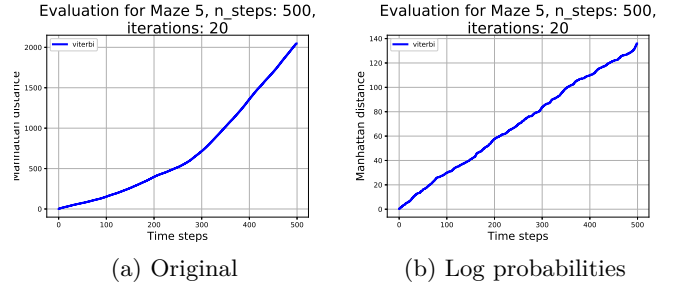 Evaluation for Maze 5, n_steps: 500,
iterations: 20
viterbi
2000
1500
1000
500
0
Manhattan distance
0 100 200 300 400 500
Time steps
(a) Original
Evaluation for Maze 5, n_steps: 500,
iterations: 20
viterbi
140
120
100
80
60
40
20
0
Manhattan distance
0 100 200 300 400 500
Time steps
(b) Log probabilities